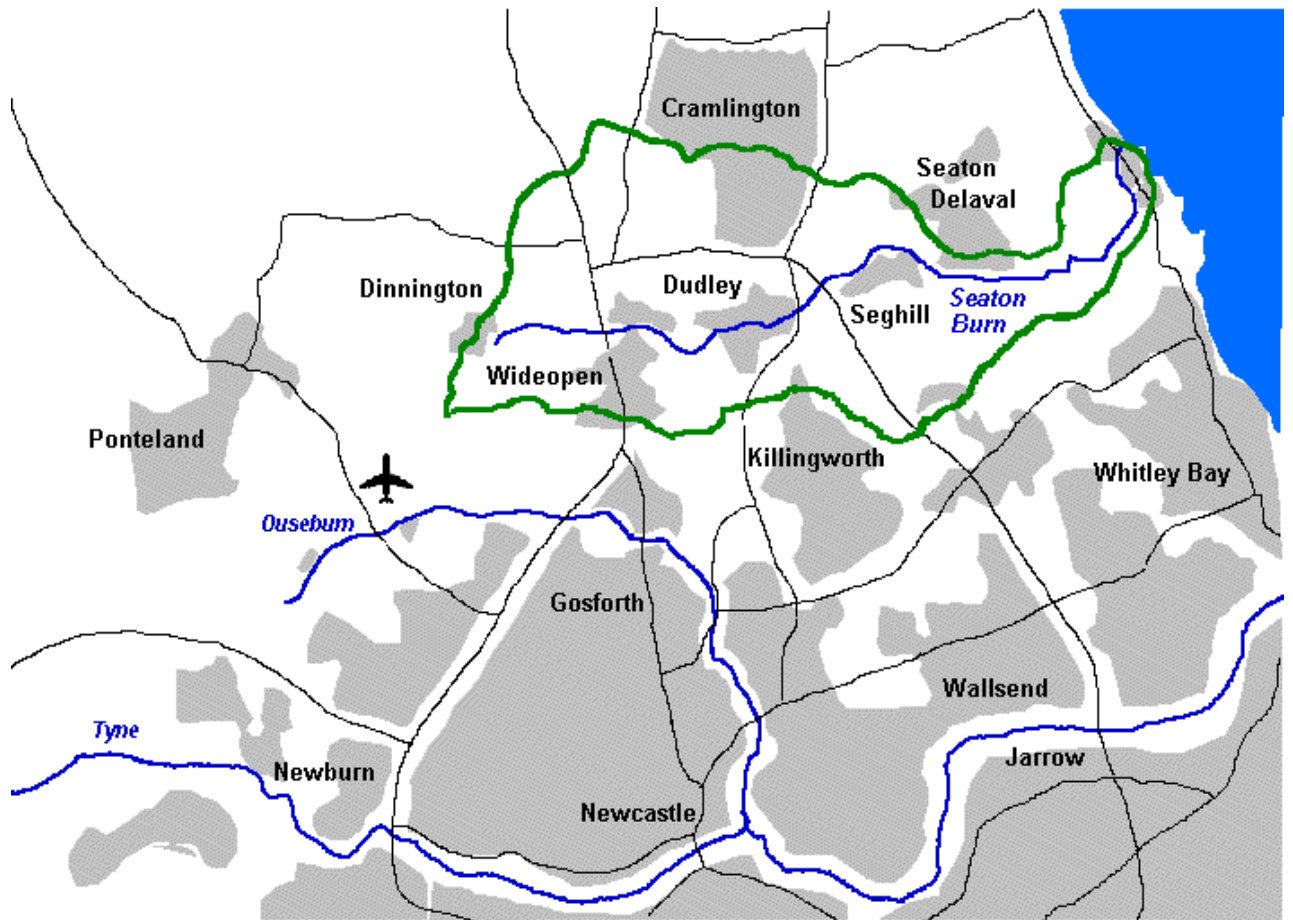 Cramlington
Seaton
Delaval
Dinnington
Dudley
Seaton
Burn
Seghill
Wideopen
Ponteland
Killingworth
Whitley Bay
Ouseburn
Gosforth
Wallsend
Tyne
Jarrow
Newburn
Newcastle